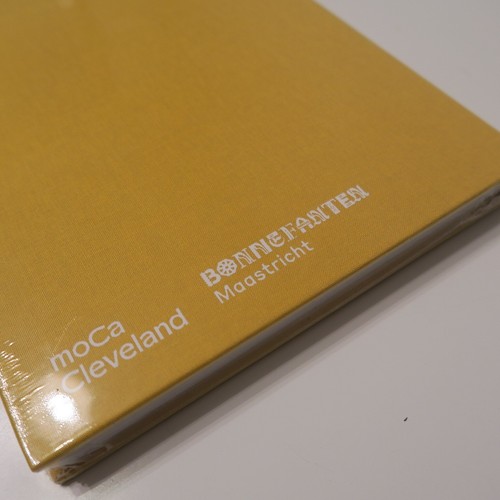 moCa
Cleveland
BONNEFANTEN
Maastricht